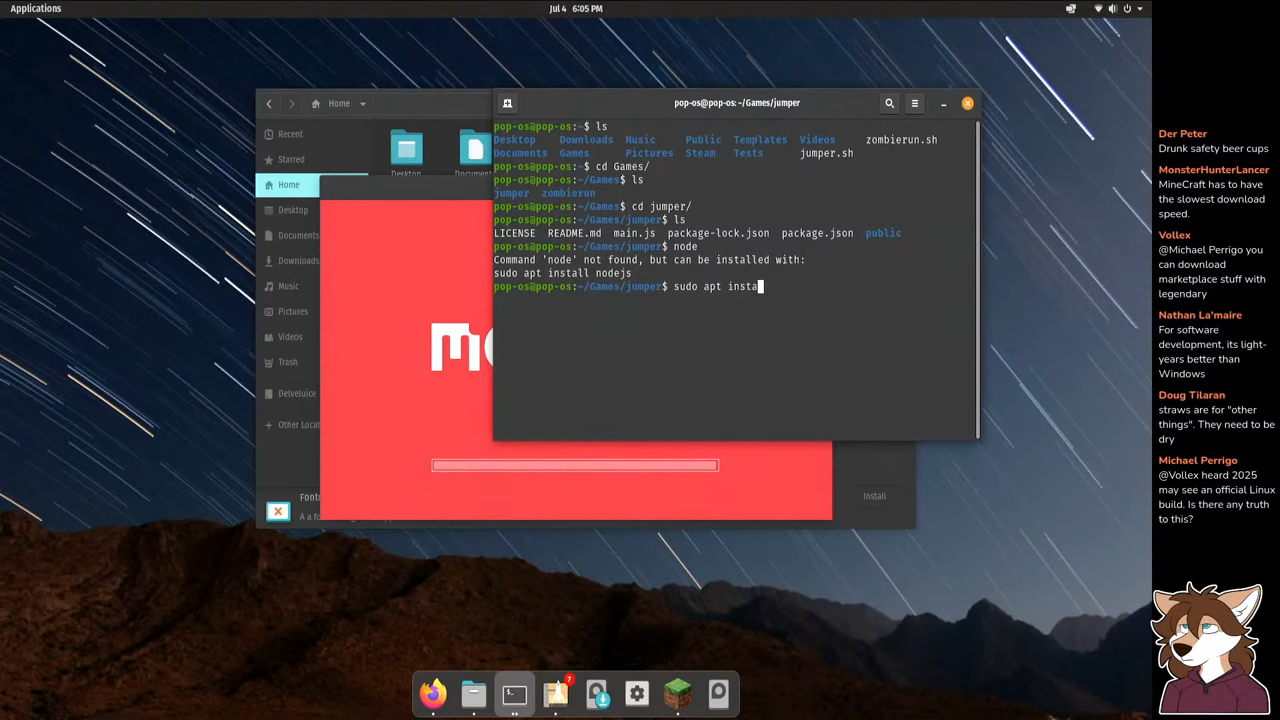 Applications
Jul 4 6:05 PM
Home
Recent
Starred
Home
Desktop
Documents
Downloads
Music
Pictures
Videos
Trash
DelveJuice
Other Locat
Desktop
Docume
Install
pop-os@pop-os: ~/Games/jumper
pop-os@pop-os:~$ ls
Desktop Downloads Music Public Templates Videos zombierun.sh
Documents Games Pictures Steam Tests jumper.sh
pop-os@pop-os:~$ cd Games/
pop-os@pop-os:~/Games$ ls
jumper zombierun
pop-os@pop-os:~/Games$ cd jumper/
pop-os@pop-os:~/Games/jumper$ ls
LICENSE README.md main.js package-lock.json package.json public
pop-os@pop-os:~/Games/jumper$ node
Command 'node' not found, but can be installed with:
sudo apt install nodejs
pop-os@pop-os:~/Games/jumper$ sudo apt insta
Der Peter
Drunk safety beer cups
MonsterHunterLancer
MineCraft has to have
the slowest download
speed.
Vollex
@Michael Perrigo you
can download
marketplace stuff with
legendary
Nathan La'maire
For software
development, its light-
years better than
Windows
Doug Tilaran
straws are for "other
things". They need to be
dry
Michael Perrigo
@Vollex heard 2025
may see an official Linux
build. Is there any truth
to this?
7